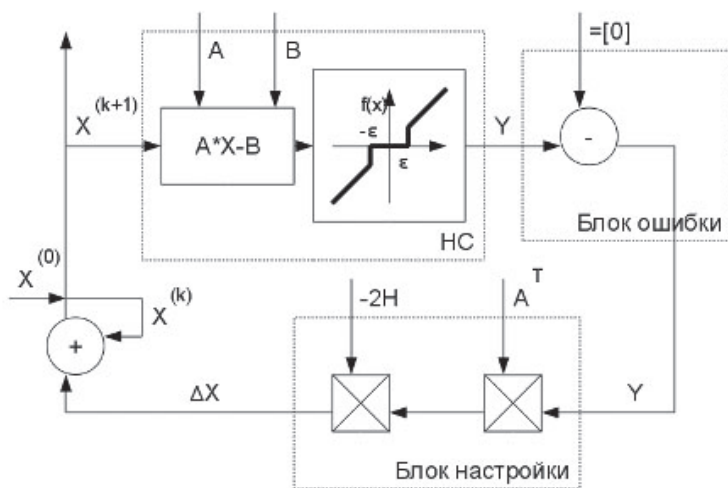 =[0]
A
B
X (k+1)
A*X-B
f(x)
-ε
ε
Y
-
НС
Блок ошибки
X (0)
X (k)
+
-2H
A T
ΔX
Y
Блок настройки